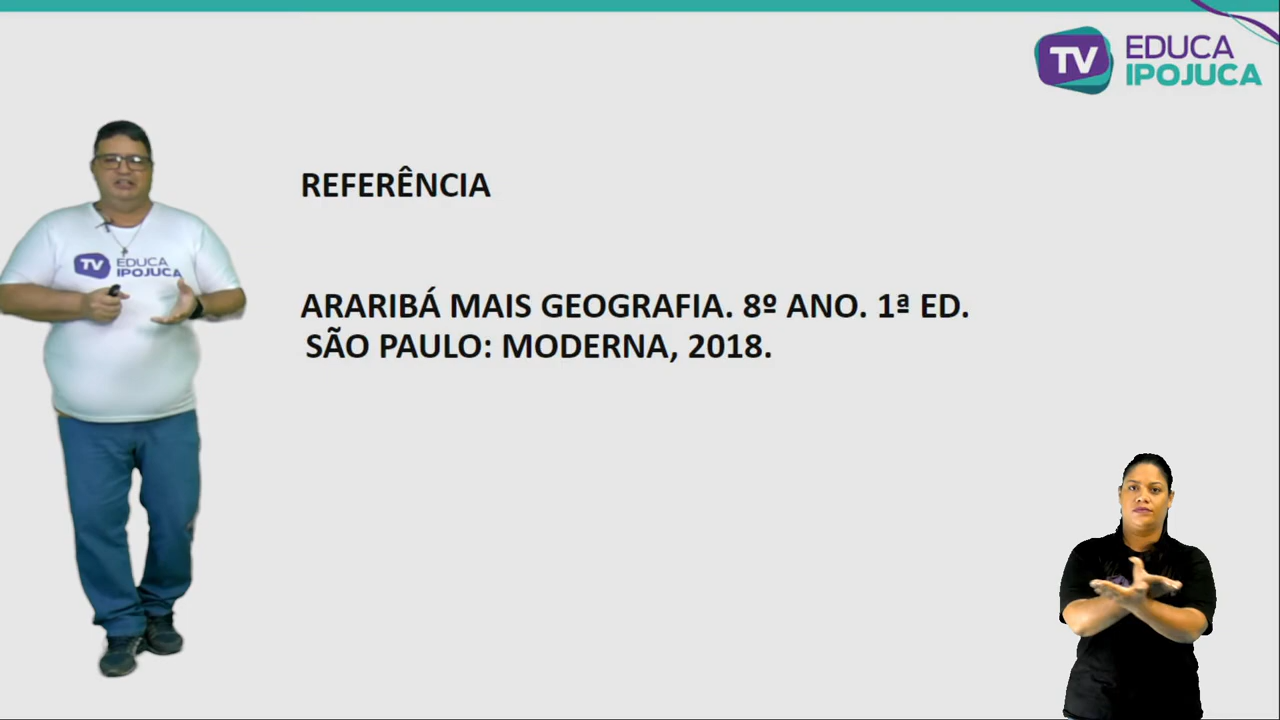 TV EDUCA
IPOJUCA
REFERÊNCIA
TV EDUCA
IPOJUCA
ARARIBÁ MAIS GEOGRAFIA. 8º ANO. 1ª ED.
SÃO PAULO: MODERNA, 2018.